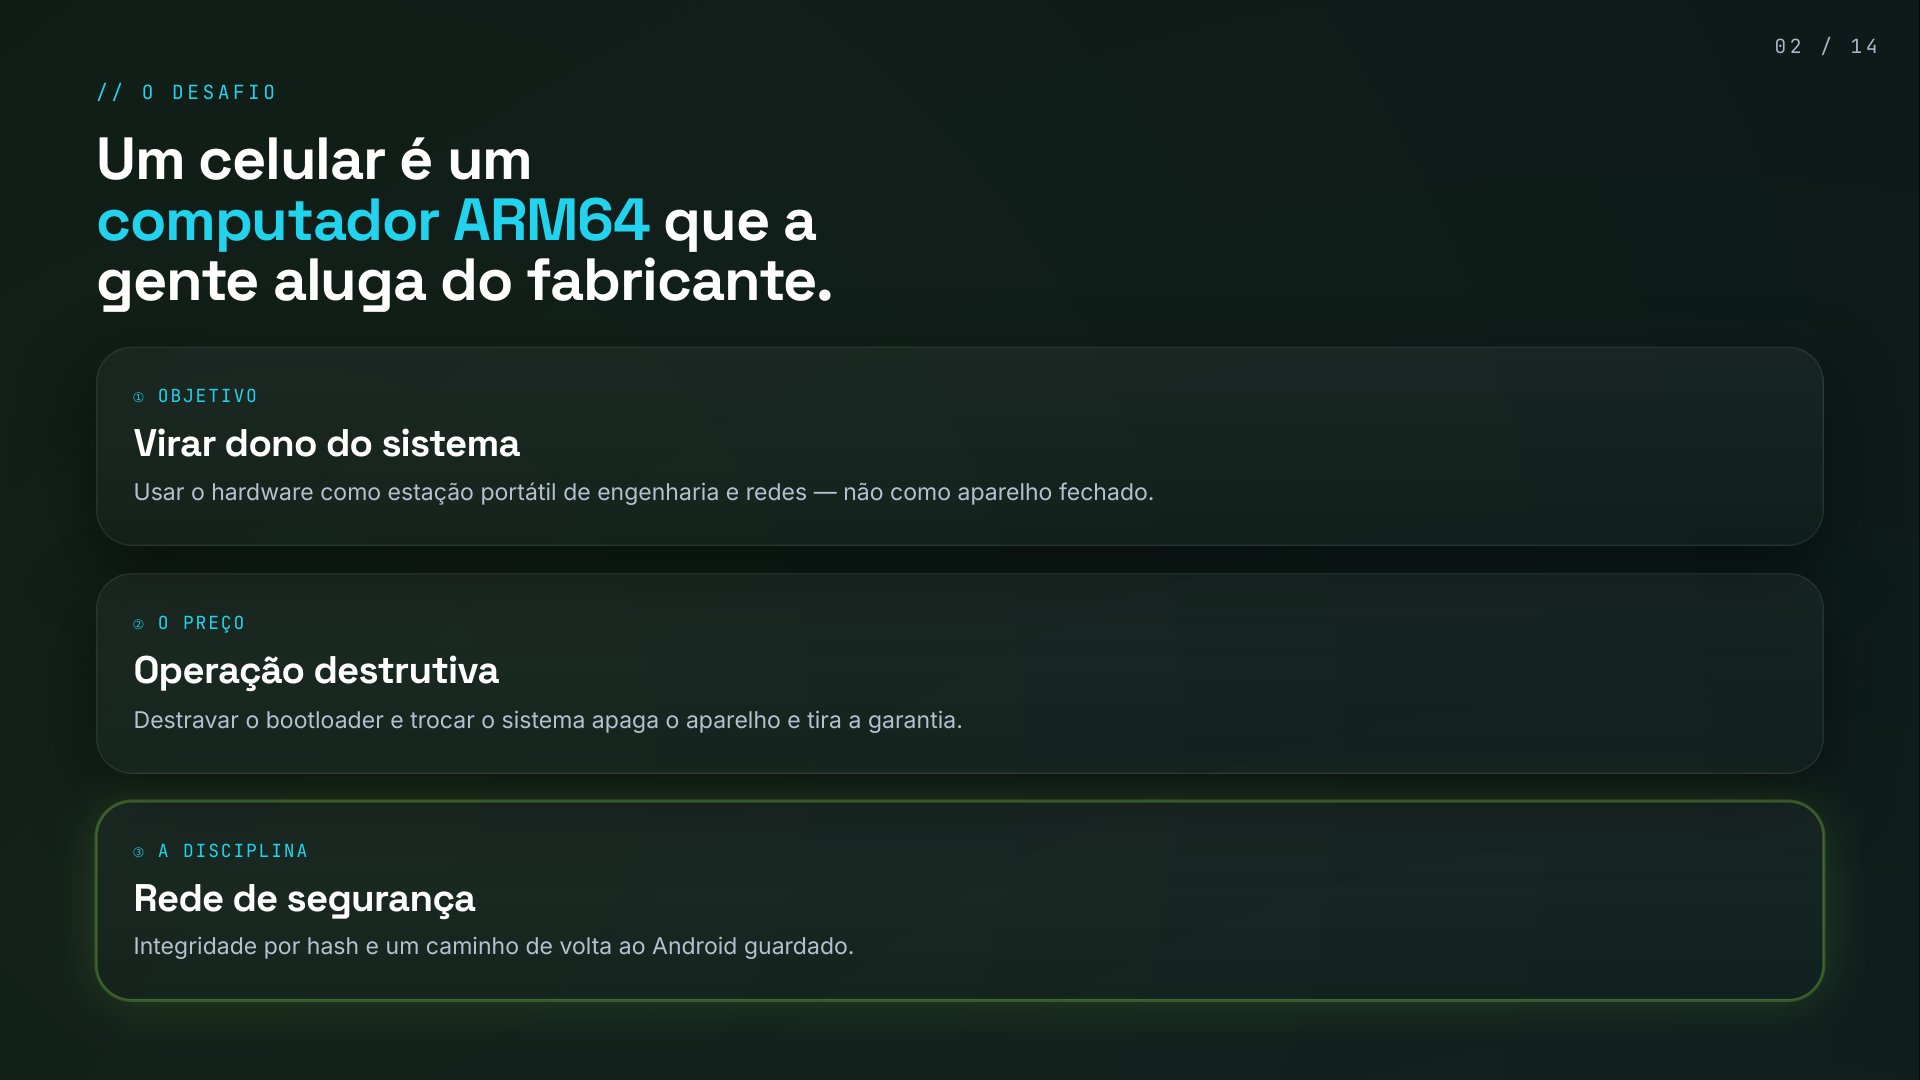 02 / 14
// O DESAFIO
Um celular é um
computador ARM64 que a
gente aluga do fabricante.
① OBJETIVO
Virar dono do sistema
Usar o hardware como estação portátil de engenharia e redes — não como aparelho fechado.
② O PREÇO
Operação destrutiva
Destravar o bootloader e trocar o sistema apaga o aparelho e tira a garantia.
③ A DISCIPLINA
Rede de segurança
Integridade por hash e um caminho de volta ao Android guardado.